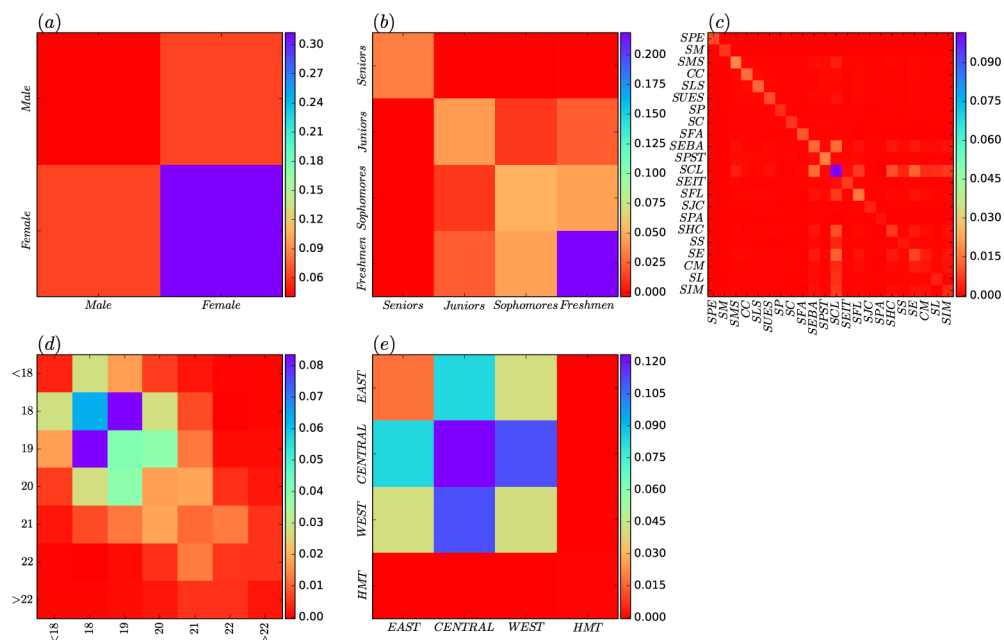 (a)
Male
Female
Male Female
0.30
0.27
0.24
0.21
0.18
0.15
0.12
0.09
0.06
(b)
Seniors
Juniors
Sophomores
Freshmen
Seniors Juniors Sophomores Freshmen
0.200
0.175
0.150
0.125
0.100
0.075
0.050
0.025
0.000
(c)
SPE
SM
SMS
CC
SLS
SUES
SP
SC
SFA
SEBA
SPST
SCL
SEIT
SFL
SJC
SPA
SHC
SS
SE
CM
SL
SIM
SPE SM SMS CC SLS SUES SP SC SFA SEBA SPST SCL SEIT SFL SJC SPA SHC SS SE CM SL SIM
0.090
0.075
0.060
0.045
0.030
0.015
0.000
(d)
<18
18
19
20
21
22
>22
<18 18 19 20 21 22 >22
0.08
0.07
0.06
0.05
0.04
0.03
0.02
0.01
0.00
(e)
EAST
CENTRAL
WEST
HMT
EAST CENTRAL WEST HMT
0.120
0.105
0.090
0.075
0.060
0.045
0.030
0.015
0.000